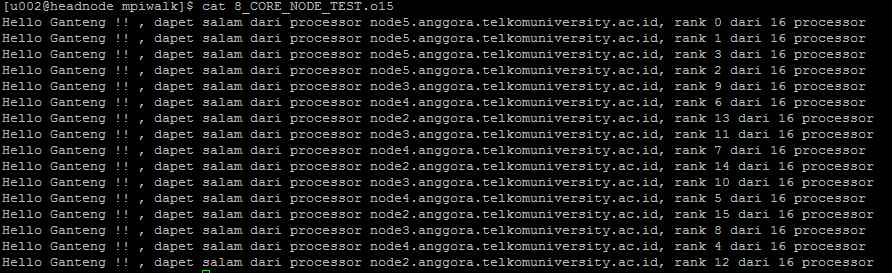 [u002@headnode mpiwalk]$ cat 8_CORE_NODE_TEST.o15
Hello Ganteng !! , dapet salam dari processor node5.anggora.telkomuniversity.ac.id, rank 0 dari 16 processor
Hello Ganteng !! , dapet salam dari processor node5.anggora.telkomuniversity.ac.id, rank 1 dari 16 processor
Hello Ganteng !! , dapet salam dari processor node5.anggora.telkomuniversity.ac.id, rank 3 dari 16 processor
Hello Ganteng !! , dapet salam dari processor node5.anggora.telkomuniversity.ac.id, rank 2 dari 16 processor
Hello Ganteng !! , dapet salam dari processor node3.anggora.telkomuniversity.ac.id, rank 9 dari 16 processor
Hello Ganteng !! , dapet salam dari processor node4.anggora.telkomuniversity.ac.id, rank 6 dari 16 processor
Hello Ganteng !! , dapet salam dari processor node2.anggora.telkomuniversity.ac.id, rank 13 dari 16 processor
Hello Ganteng !! , dapet salam dari processor node3.anggora.telkomuniversity.ac.id, rank 11 dari 16 processor
Hello Ganteng !! , dapet salam dari processor node4.anggora.telkomuniversity.ac.id, rank 7 dari 16 processor
Hello Ganteng !! , dapet salam dari processor node2.anggora.telkomuniversity.ac.id, rank 14 dari 16 processor
Hello Ganteng !! , dapet salam dari processor node3.anggora.telkomuniversity.ac.id, rank 10 dari 16 processor
Hello Ganteng !! , dapet salam dari processor node4.anggora.telkomuniversity.ac.id, rank 5 dari 16 processor
Hello Ganteng !! , dapet salam dari processor node2.anggora.telkomuniversity.ac.id, rank 15 dari 16 processor
Hello Ganteng !! , dapet salam dari processor node3.anggora.telkomuniversity.ac.id, rank 8 dari 16 processor
Hello Ganteng !! , dapet salam dari processor node4.anggora.telkomuniversity.ac.id, rank 4 dari 16 processor
Hello Ganteng !! , dapet salam dari processor node2.anggora.telkomuniversity.ac.id, rank 12 dari 16 processor